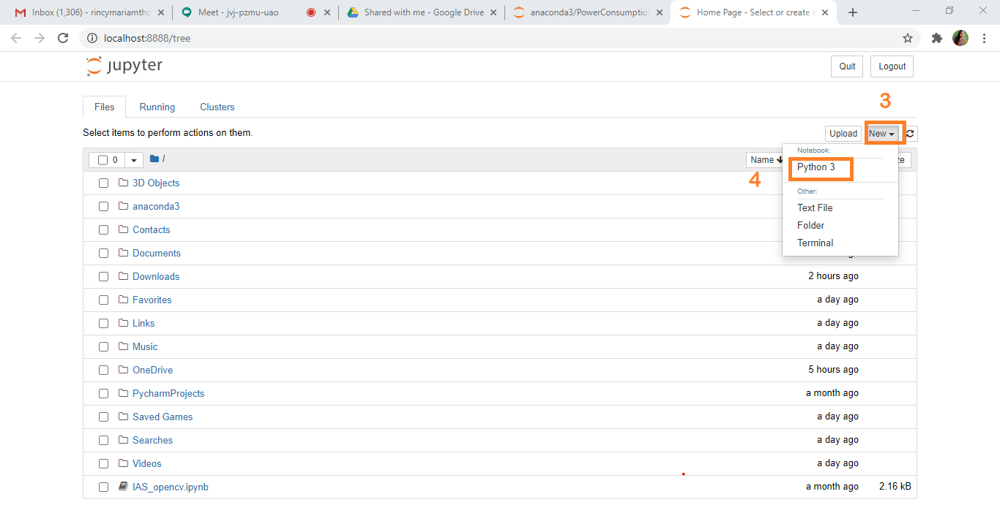 Inbox (1,306) - rincymariamtho
Meet - jvj-pzmu-uao
Shared with me - Google Drive
anaconda3/PowerConsumption
Home Page - Select or create a
localhost:8888/tree
jupyter
Quit
Logout
3
Files
Running
Clusters
Select items to perform actions on them.
Upload
New
0
/
Name
ze
Notebook:
Python 3
4
Other:
Text File
Folder
Terminal
3D Objects
anaconda3
Contacts
Documents
Downloads 2 hours ago
Favorites a day ago
Links a day ago
Music a day ago
OneDrive 5 hours ago
PycharmProjects a month ago
Saved Games a day ago
Searches a day ago
Videos a day ago
IAS_opencv.ipynb a month ago 2.16 kB